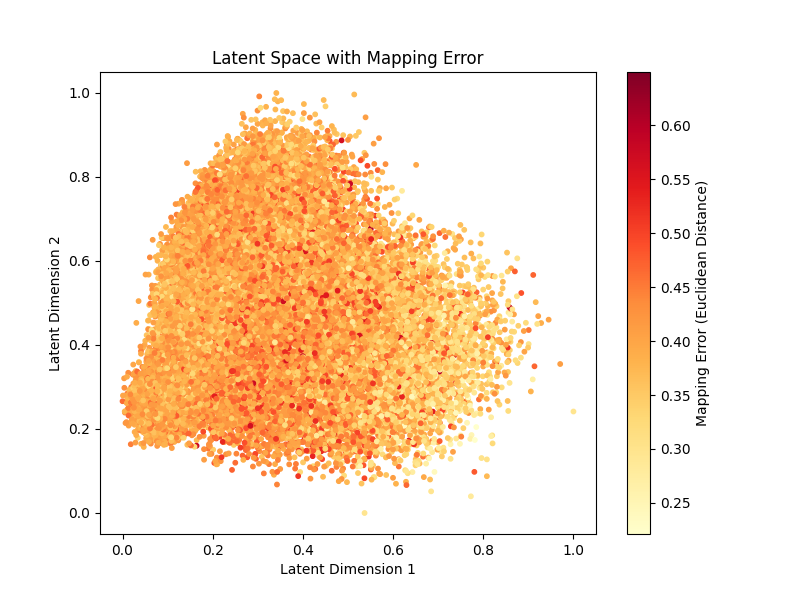 Latent Space with Mapping Error
1.0
0.8
0.6
0.4
0.2
0.0
Latent Dimension 2
0.0 0.2 0.4 0.6 0.8 1.0
Latent Dimension 1
0.60
0.55
0.50
0.45
0.40
0.35
0.30
0.25
Mapping Error (Euclidean Distance)